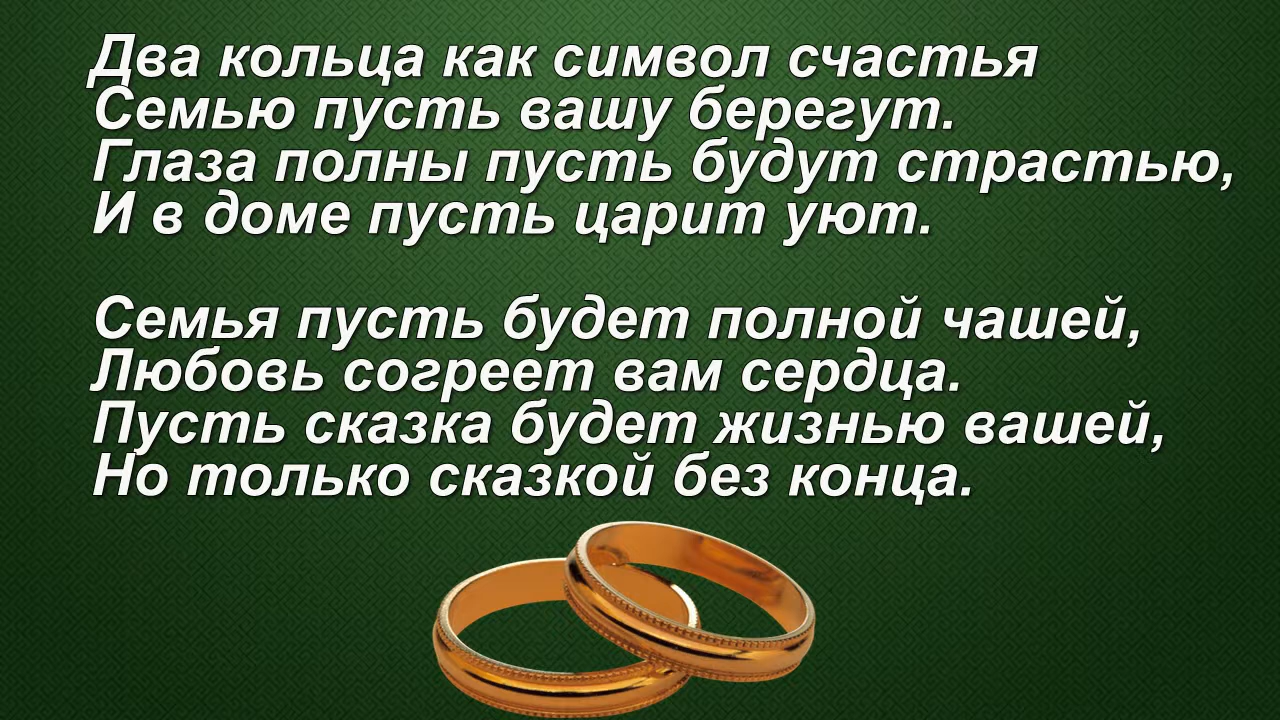 Два кольца как символ счастья
Семью пусть вашу берегут.
Глаза полны пусть будут страстью,
И в доме пусть царит уют.
Семья пусть будет полной чашей,
Любовь согреет вам сердца.
Пусть сказка будет жизнью вашей,
Но только сказкой без конца.